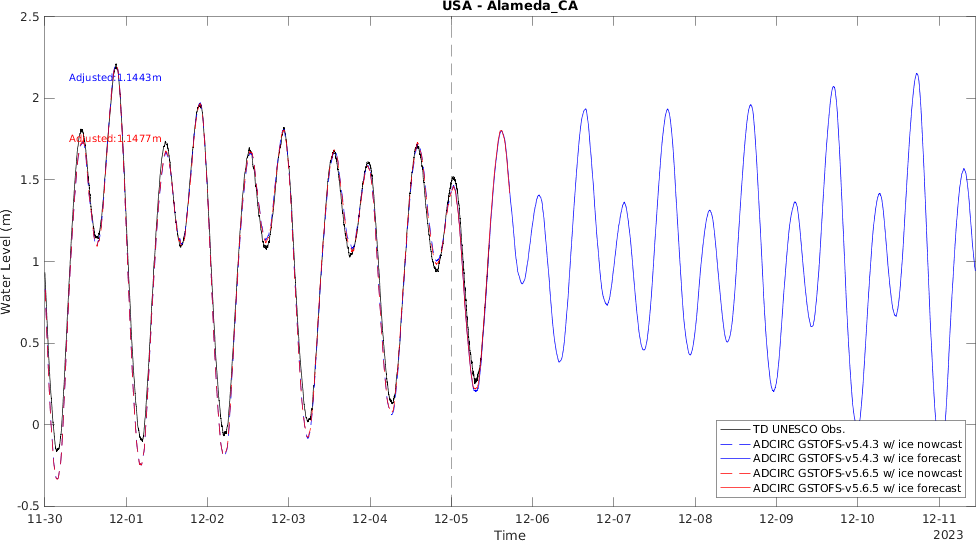 USA - Alameda_CA
2.5
2
1.5
1
0.5
0
-0.5
Water Level (m)
Adjusted:1.1443m
Adjusted:1.1477m
TD UNESCO Obs.
ADCIRC GSTOFS-v5.4.3 w/ ice nowcast
ADCIRC GSTOFS-v5.4.3 w/ ice forecast
ADCIRC GSTOFS-v5.6.5 w/ ice nowcast
ADCIRC GSTOFS-v5.6.5 w/ ice forecast
11-30 12-01 12-02 12-03 12-04 12-05 12-06 12-07 12-08 12-09 12-10 12-11
Time
2023